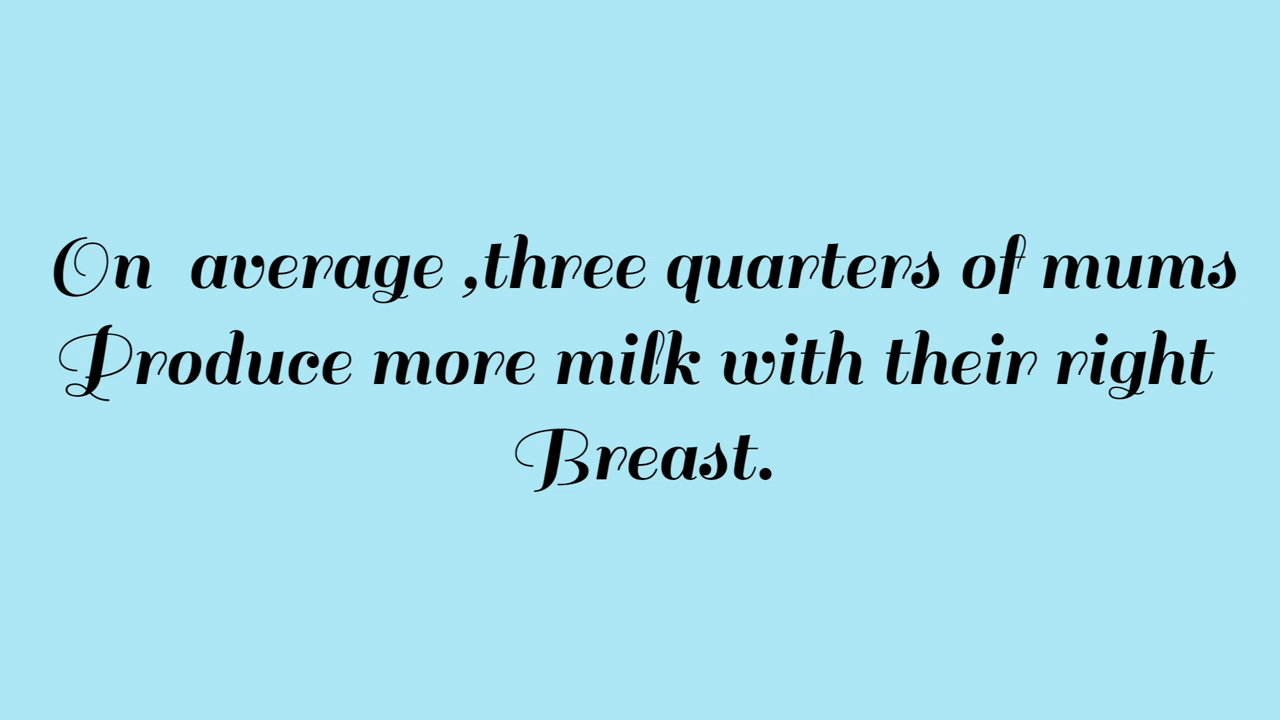 On average ,three quarters of mums
Produce more milk with their right
Breast.